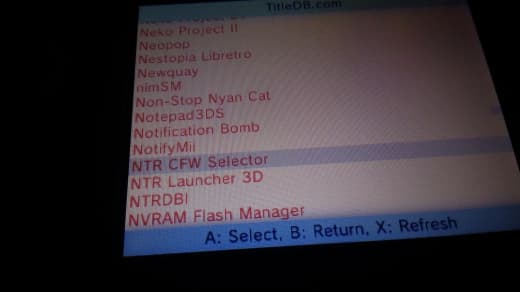 TitleDB.com
Neko Project II
Neopop
Nestopia Libretro
Newquay
nimSM
Non-Stop Nyan Cat
Notepad3DS
Notification Bomb
NotifyMii
NTR CFW Selector
NTR Launcher 3D
NTRDBI
NVRAM Flash Manager
A: Select, B: Return, X: Refresh